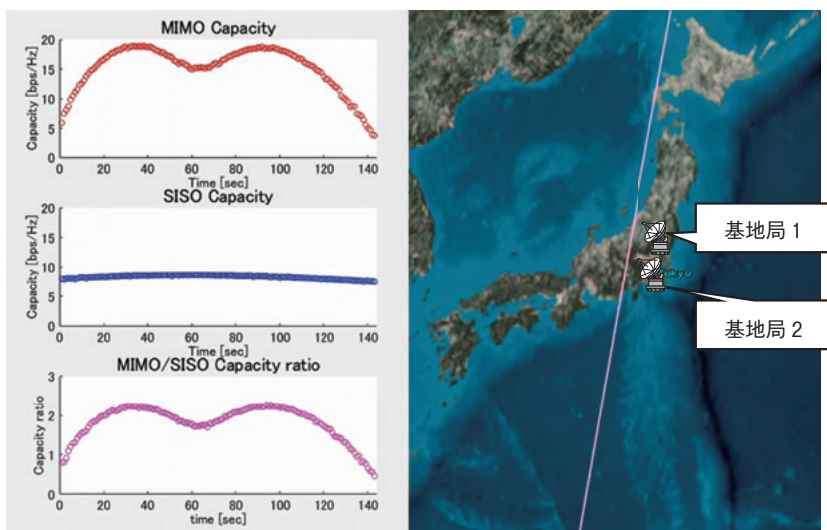 MIMO Capacity
Capacity [bps/Hz]
20
15
10
5
0
0 20 40 60 80 100 120 140
Time [sec]
SISO Capacity
Capacity [bps/Hz]
20
15
10
5
0
0 20 40 60 80 100 120 140
Time [sec]
MIMO/SISO Capacity ratio
Capacity ratio
3
2
1
0
0 20 40 60 80 100 120 140
time [sec]
基地局 1
Tokyo
基地局 2